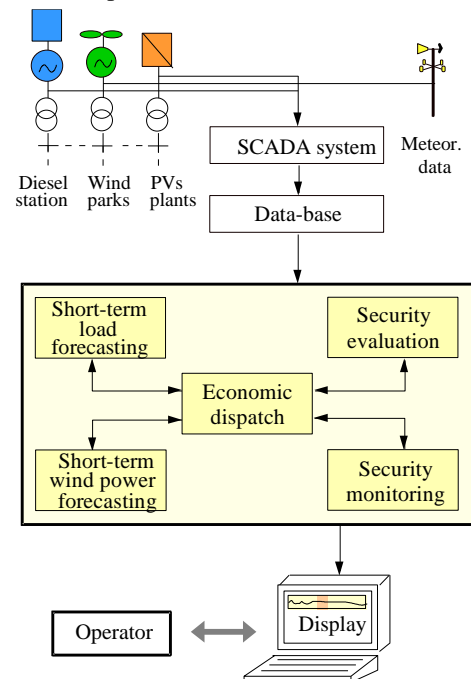 SCADA system
Meteor.
data
Diesel
station
Wind
parks
PVs
plants
Data-base
Short-term
load
forecasting
Security
evaluation
Economic
dispatch
Short-term
wind power
forecasting
Security
monitoring
Operator
Display